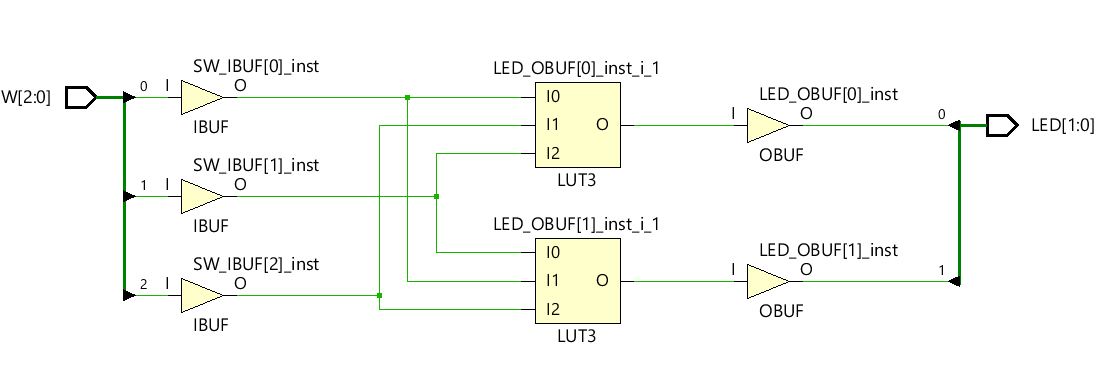 W[2:0]
0
I
SW_IBUF[0]_inst
O
IBUF
1
I
SW_IBUF[1]_inst
O
IBUF
2
I
SW_IBUF[2]_inst
O
IBUF
LED_OBUF[0]_inst_i_1
I0
I1
I2
O
LUT3
LED_OBUF[1]_inst_i_1
I0
I1
I2
O
LUT3
I
LED_OBUF[0]_inst
O
OBUF
0
I
LED_OBUF[1]_inst
O
OBUF
1
LED[1:0]